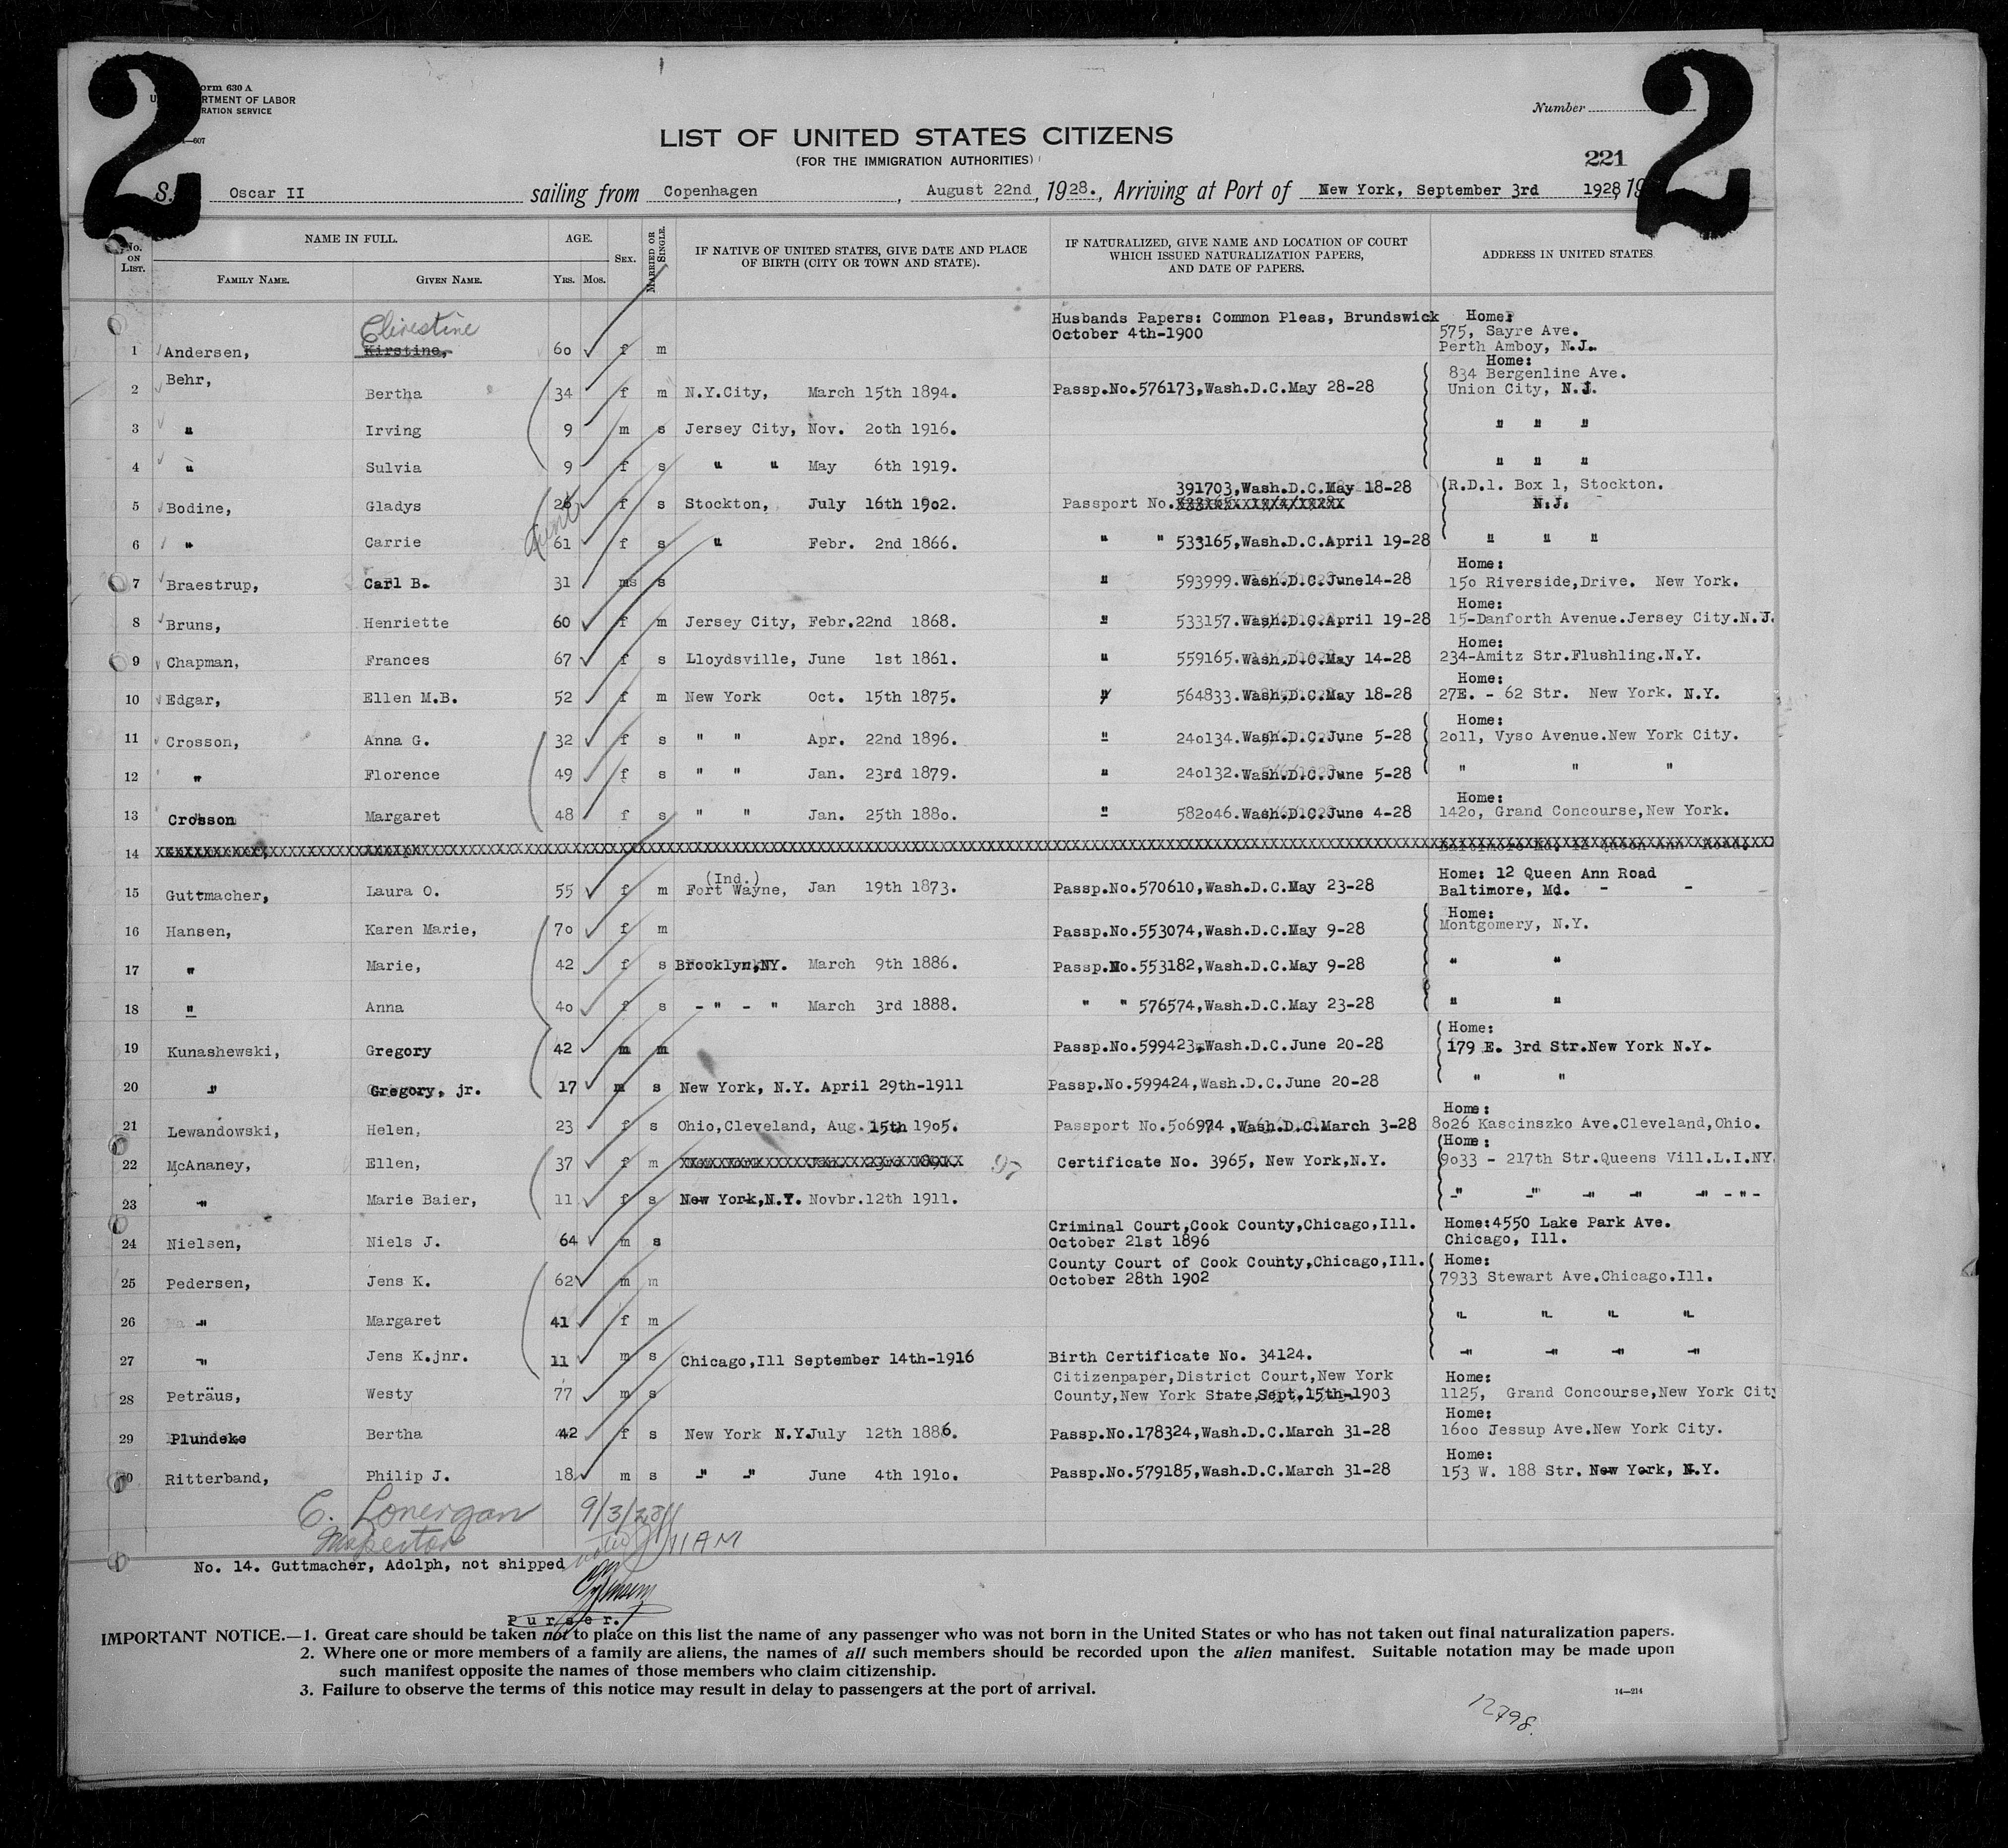 2 2
orm 630 A
U RTMENT OF LABOR
RATION SERVICE
—607
Number
LIST OF UNITED STATES CITIZENS
(FOR THE IMMIGRATION AUTHORITIES)
221
S. Oscar II sailing from Copenhagen, August 22nd, 1928., Arriving at Port of New York, September 3rd 1928, 19
No. ON LIST. NAME IN FULL. AGE. SEX. MARRIED OR SINGLE. IF NATIVE OF UNITED STATES, GIVE DATE AND PLACE OF BIRTH (CITY OR TOWN AND STATE). IF NATURALIZED, GIVE NAME AND LOCATION OF COURT WHICH ISSUED NATURALIZATION PAPERS, AND DATE OF PAPERS. ADDRESS IN UNITED STATES
FAMILY NAME. GIVEN NAME. YRS. MOS.
Husbands Papers: Common Pleas, Brundswick Home:
Clirestine October 4th-1900 575, Sayre Ave.
1 Andersen, Kirstine, 60 f m Perth Amboy, N.J.
Home:
Behr, 834 Bergenline Ave.
2 Bertha 34 f m N.Y.City, March 15th 1894. Passp.No.576173,Wash.D.C.May 28-28 Union City, N.J.
3 " Irving 9 m s Jersey City, Nov. 2oth 1916. " " "
4 " Sulvia 9 f s " " May 6th 1919. " " "
391703,Wash.D.C.May 18-28 R.D.1. Box 1, Stockton.
5 Bodine, Gladys 26 f s Stockton, July 16th 19o2. Passport No. N.J.
aunt
6 " Carrie 61 f s " Febr. 2nd 1866. " " 533165,Wash.D.C.April 19-28 " " "
Home:
7 Braestrup, Carl B. 31 ms s " 593999.Wash.D.C.June14-28 15o Riverside,Drive. New York.
Home:
8 Bruns, Henriette 60 f m Jersey City, Febr.22nd 1868. " 533157.Wash.D.C.April 19-28 15-Danforth Avenue.Jersey City.N.J.
Home:
9 Chapman, Frances 67 f s Lloydsville, June 1st 1861. " 559165.Wash.D.C.May 14-28 234-Amitz Str.Flushling.N.Y.
Home:
10 Edgar, Ellen M.B. 52 f m New York Oct. 15th 1875. " 564833.Wash.D.C.May 18-28 27E. - 62 Str. New York. N.Y.
Home:
11 Crosson, Anna G. 32 f s " " Apr. 22nd 1896. " 24o134.Wash.D.C.June 5-28 2o11, Vyso Avenue.New York City.
12 " Florence 49 f s " " Jan. 23rd 1879. " 24o132.Wash.D.C.June 5-28 " " "
Home:
13 Crosson Margaret 48 f s " " Jan. 25th 188o. " 582o46.Wash.D.C.June 4-28 142o, Grand Concourse,New York.
14
(Ind.) Home: 12 Queen Ann Road
15 Guttmacher, Laura O. 55 f m Fort Wayne, Jan 19th 1873. Passp.No.570610,Wash.D.C.May 23-28 Baltimore, Md. - -
Home:
16 Hansen, Karen Marie, 7o f m Passp.No.553074,Wash.D.C.May 9-28 Montgomery, N.Y.
17 " Marie, 42 f s Brooklyn,NY. March 9th 1886. Passp.No.553182,Wash.D.C.May 9-28 " "
18 " Anna 4o f s - " - " March 3rd 1888. " " 576574,Wash.D.C.May 23-28 " "
Home:
19 Kunashewski, Gregory 42 m m Passp.No.599423,Wash.D.C.June 20-28 179 E. 3rd Str.New York N.Y.
20 " Gregory, jr. 17 m s New York, N.Y. April 29th-1911 Passp.No.599424,Wash.D.C.June 20-28 " "
Home:
21 Lewandowski, Helen, 23 f s Ohio,Cleveland, Aug.15th 19o5. Passport No.5o6974 ,Wash.D.C.March 3-28 8o26 Kascinszko Ave.Cleveland,Ohio.
Home:
22 McAnaney, Ellen, 37 f m Certificate No. 3965, New York,N.Y. 9o33 - 217th Str.Queens Vill.L.I.NY.
23 " Marie Baier, 11 f s New York,N.Y. Novbr.12th 1911. -" -" -" -" -" - " -
Criminal Court,Cook County,Chicago,Ill. Home:4550 Lake Park Ave.
24 Nielsen, Niels J. 64 m s October 21st 1896 Chicago, Ill.
County Court of Cook County,Chicago,Ill. Home:
25 Pedersen, Jens K. 62 m m October 28th 1902 7933 Stewart Ave.Chicago.Ill.
26 -" Margaret 41 f m " " " "
27 -" Jens K.jnr. 11 m s Chicago,Ill September 14th-1916 Birth Certificate No. 34124. -" -" -" -"
Citizenpaper,District Court,New York Home:
28 Peträus, Westy 77 m s County,New York State,Sept.15th-1903 1125, Grand Concourse,New York City
Home:
29 Plundeke Bertha 42 f s New York N.Y.July 12th 1886. Passp.No.178324,Wash.D.C.March 31-28 16oo Jessup Ave.New York City.
Home:
30 Ritterband, Philip J. 18 m s -" -" June 4th 191o. Passp.No.579185,Wash.D.C.March 31-28 153 W. 188 Str. New York, N.Y.
C. Lonergan 9/3/28
Inspector 11 AM
No. 14. Guttmacher, Adolph, not shipped
Purser.
IMPORTANT NOTICE.—1. Great care should be taken not to place on this list the name of any passenger who was not born in the United States or who has not taken out final naturalization papers.
2. Where one or more members of a family are aliens, the names of all such members should be recorded upon the alien manifest. Suitable notation may be made upon
such manifest opposite the names of those members who claim citizenship.
3. Failure to observe the terms of this notice may result in delay to passengers at the port of arrival.
14—214
12798.